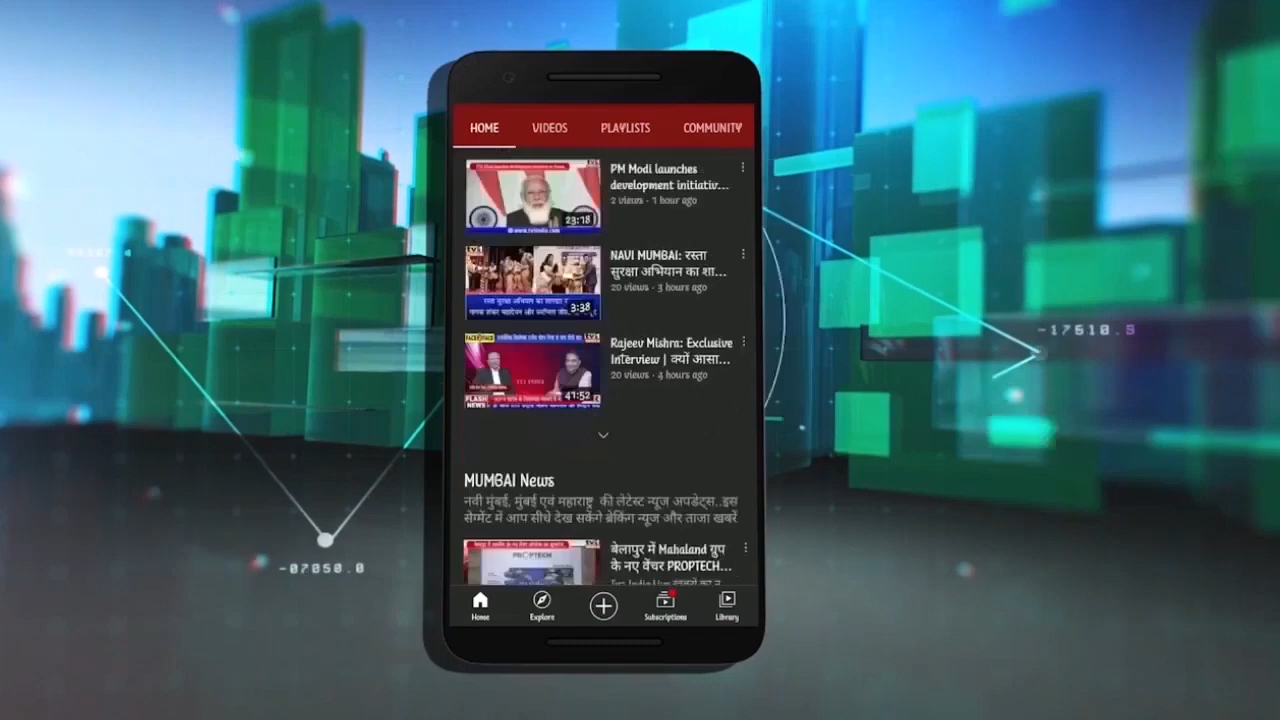 HOME VIDEOS PLAYLISTS COMMUNITY
PM Modi launches
development initiativ...
2 views · 1 hour ago
23:18
NAVI MUMBAI: रस्ता
सुरक्षा अभियान का शा...
20 views · 3 hours ago
3:38
Rajeev Mishra: Exclusive
Interview | क्यों आसा...
20 views · 4 hours ago
FACE2FACE
FLASH
NEWS
41:52
MUMBAI News
नवी मुंबई, मुंबई एवं महाराष्ट्र की लेटेस्ट न्यूज अपडेट्स..इस
सेग्मेंट में आप सीधे देख सकेंगे ब्रेकिंग न्यूज और ताजा खबरें
PROPTECH
बेलापुर में Mahaland ग्रुप
के नए वेंचर PROPTECH...
Home Explore Subscriptions Library
-17510.5
-07050.0